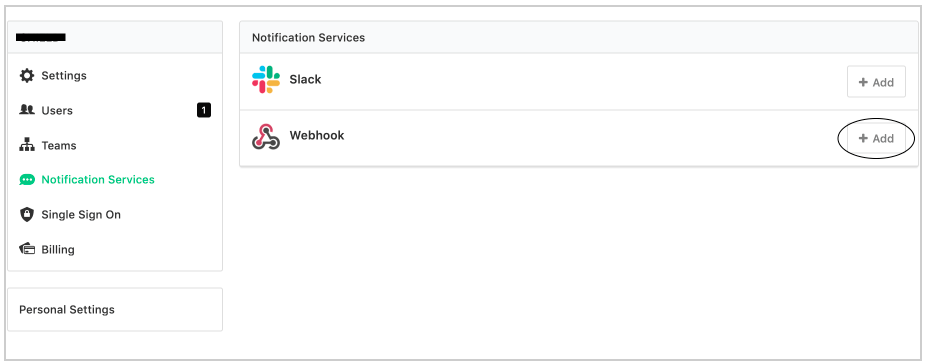 Settings
Users 1
Teams
Notification Services
Single Sign On
Billing
Personal Settings
Notification Services
Slack + Add
Webhook + Add